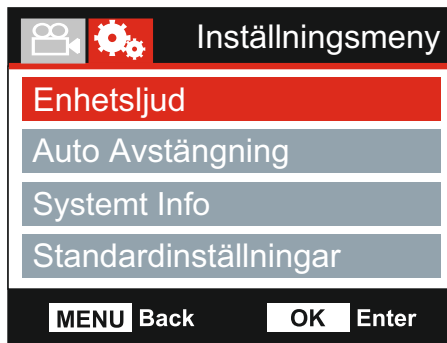 Inställningsmeny
Enhetsljud
Auto Avstängning
Systemt Info
Standardinställningar
MENU Back OK Enter